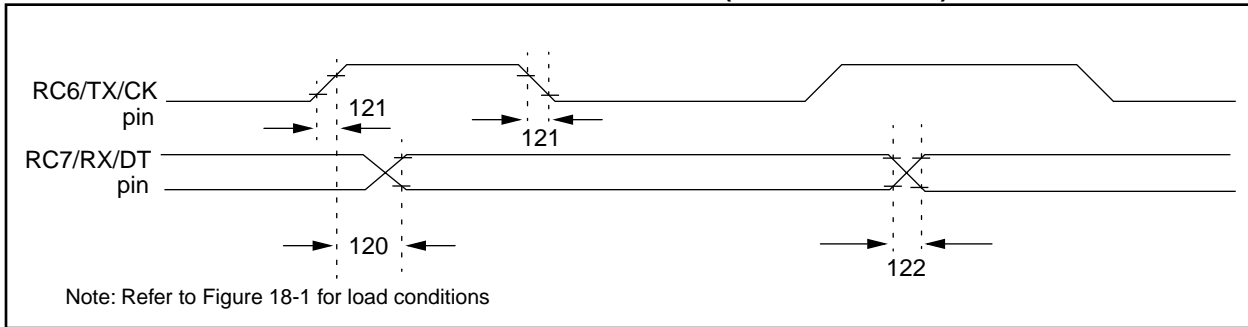 RC6/TX/CK
pin
121
121
RC7/RX/DT
pin
120
122
Note: Refer to Figure 18-1 for load conditions